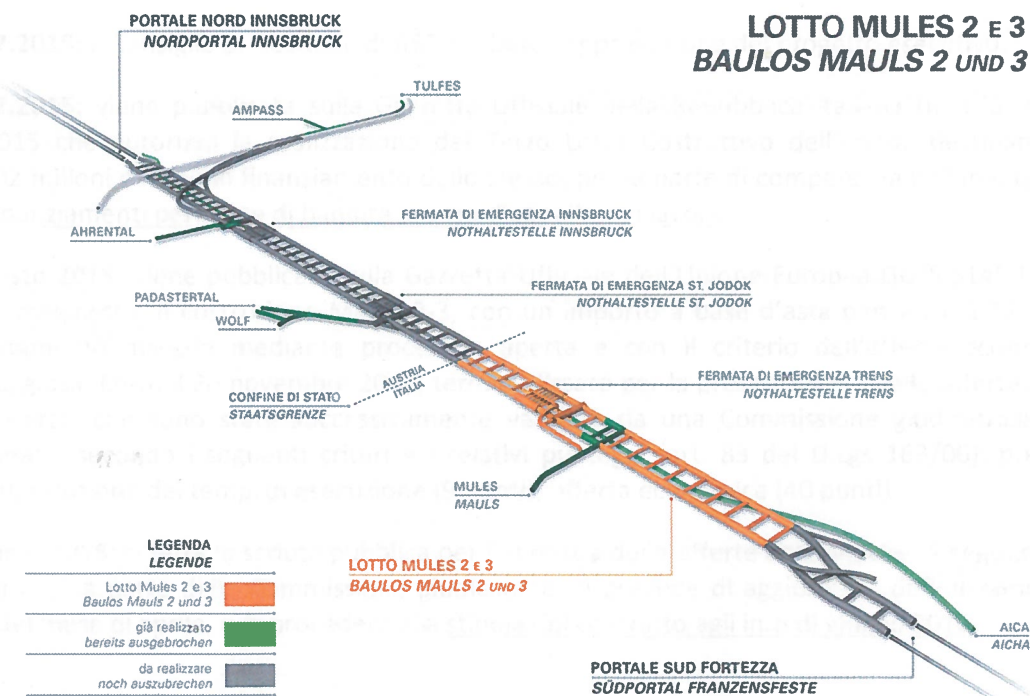 LOTTO MULES 2 E 3
BAULOS MAULS 2 UND 3
PORTALE NORD INNSBRUCK
NORDPORTAL INNSBRUCK
TULFES
AMPASS
AHRENTAL
FERMATA DI EMERGENZA INNSBRUCK
NOTHALTESTELLE INNSBRUCK
PADASTERTAL
WOLF
FERMATA DI EMERGENZA ST. JODOK
NOTHALTESTELLE ST. JODOK
AUSTRIA
ITALIA
CONFINE DI STATO
STAATSGRENZE
FERMATA DI EMERGENZA TRENS
NOTHALTESTELLE TRENS
MULES
MAULS
LOTTO MULES 2 E 3
BAULOS MAULS 2 UND 3
LEGENDA
LEGENDE
Lotto Mules 2 e 3
Baulos Mauls 2 und 3
già realizzato
bereits ausgebrochen
da realizzare
noch auszubrechen
AICA
AICHA
PORTALE SUD FORTEZZA
SÜDPORTAL FRANZENSFESTE